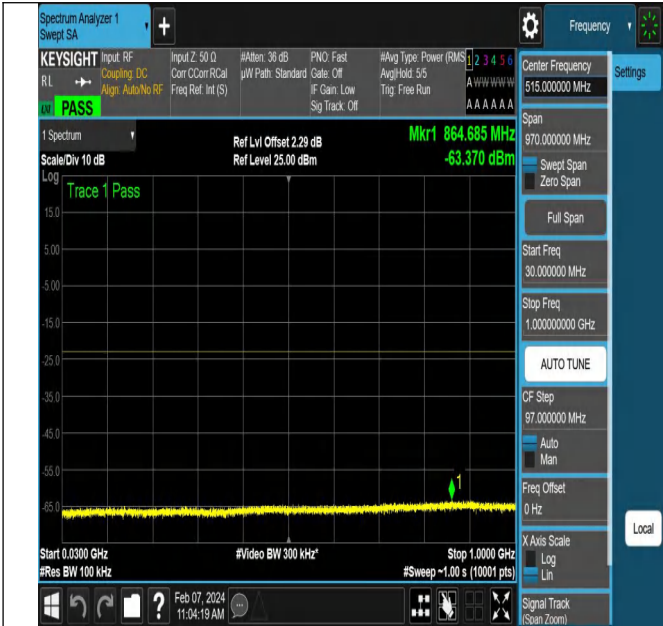 Spectrum Analyzer 1
Swept SA
Frequency
KEYSIGHT
RL
LXI
PASS
Input: RF
Coupling: DC
Align: Auto/No RF
Input Z: 50 Ω
Corr CCorr RCal
Freq Ref: Int (S)
#Atten: 36 dB
µW Path: Standard
PNO: Fast
Gate: Off
IF Gain: Low
Sig Track: Off
#Avg Type: Power (RMS
Avg|Hold: 5/5
Trig: Free Run
1 2 3 4 5 6
A W W W W W
A A A A A A
1 Spectrum
Scale/Div 10 dB
Ref Lvl Offset 2.29 dB
Ref Level 25.00 dBm
Mkr1 864.685 MHz
-63.370 dBm
Log
Trace 1 Pass
15.0
5.00
-5.00
-15.0
-25.0
-35.0
-45.0
-55.0
-65.0
1
Start 0.0300 GHz
#Res BW 100 kHz
#Video BW 300 kHz*
Stop 1.0000 GHz
#Sweep ~1.00 s (10001 pts)
Feb 07, 2024
11:04:19 AM
Center Frequency
515.000000 MHz
Settings
Span
970.000000 MHz
Swept Span
Zero Span
Full Span
Start Freq
30.000000 MHz
Stop Freq
1.000000000 GHz
AUTO TUNE
CF Step
97.000000 MHz
Auto
Man
Freq Offset
0 Hz
X Axis Scale
Log
Lin
Local
Signal Track
(Span Zoom)